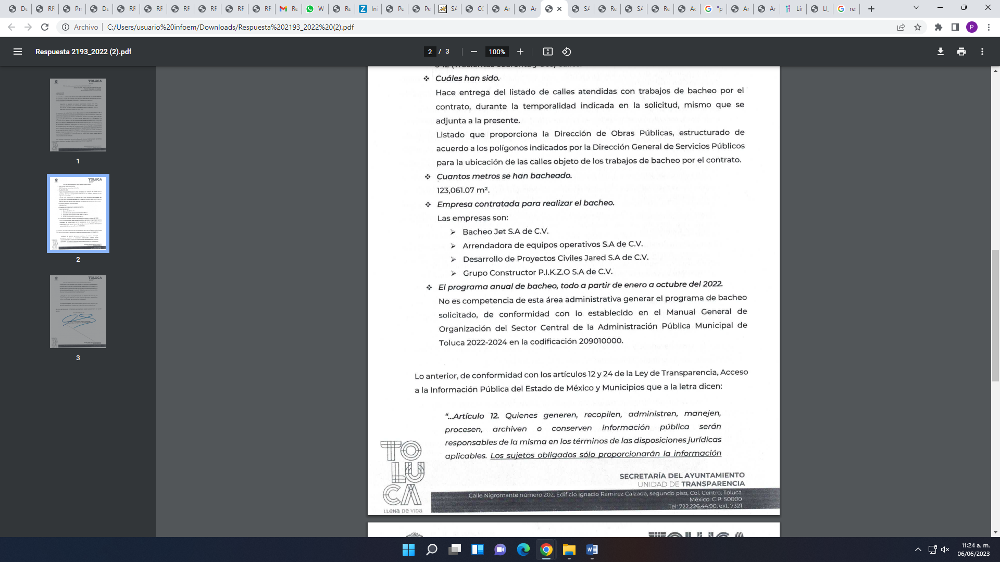 De
RF
Pr
De
RF
RF
RF
RF
RF
RF
Re
W
Re
In
Pe
Pe
SA
CC
Ar
Ar
SA
Re
SA
Re
Ac
"p
Ar
Ar
Lin
LI_
re
Archivo
C:/Users/usuario%20infoem/Downloads/Respuesta%202193_2022%20(2).pdf
P
Respuesta 2193_2022 (2).pdf
2 / 3
100%
1
2
3
❖ Cuáles han sido.
Hace entrega del listado de calles atendidas con trabajos de bacheo por el
contrato, durante la temporalidad indicada en la solicitud, mismo que se
adjunta a la presente.
Listado que proporciona la Dirección de Obras Públicas, estructurado de
acuerdo a los polígonos indicados por la Dirección General de Servicios Públicos
para la ubicación de las calles objeto de los trabajos de bacheo por el contrato.
❖ Cuantos metros se han bacheado.
123,061.07 m².
❖ Empresa contratada para realizar el bacheo.
Las empresas son:
➢ Bacheo Jet S.A de C.V.
➢ Arrendadora de equipos operativos S.A de C.V.
➢ Desarrollo de Proyectos Civiles Jared S.A de C.V.
➢ Grupo Constructor P.I.K.Z.O S.A de C.V.
❖ El programa anual de bacheo, todo a partir de enero a octubre del 2022.
No es competencia de esta área administrativa generar el programa de bacheo
solicitado, de conformidad con lo establecido en el Manual General de
Organización del Sector Central de la Administración Pública Municipal de
Toluca 2022-2024 en la codificación 209010000.
Lo anterior, de conformidad con los artículos 12 y 24 de la Ley de Transparencia, Acceso
a la Información Pública del Estado de México y Municipios que a la letra dicen:
“...Artículo 12. Quienes generen, recopilen, administren, manejen,
procesen, archiven o conserven información pública serán
responsables de la misma en los términos de las disposiciones jurídicas
aplicables. Los sujetos obligados sólo proporcionarán la información
TO
LU
CA
LLENA DE VIDA
SECRETARÍA DEL AYUNTAMIENTO
UNIDAD DE TRANSPARENCIA
Calle Nigromante número 202, Edificio Ignacio Ramírez Calzada, segundo piso, Col. Centro, Toluca
México. C.P. 50000
Tel: 722.226.44.90, ext. 7321
TOLUCA
11:24 a. m.
06/06/2023